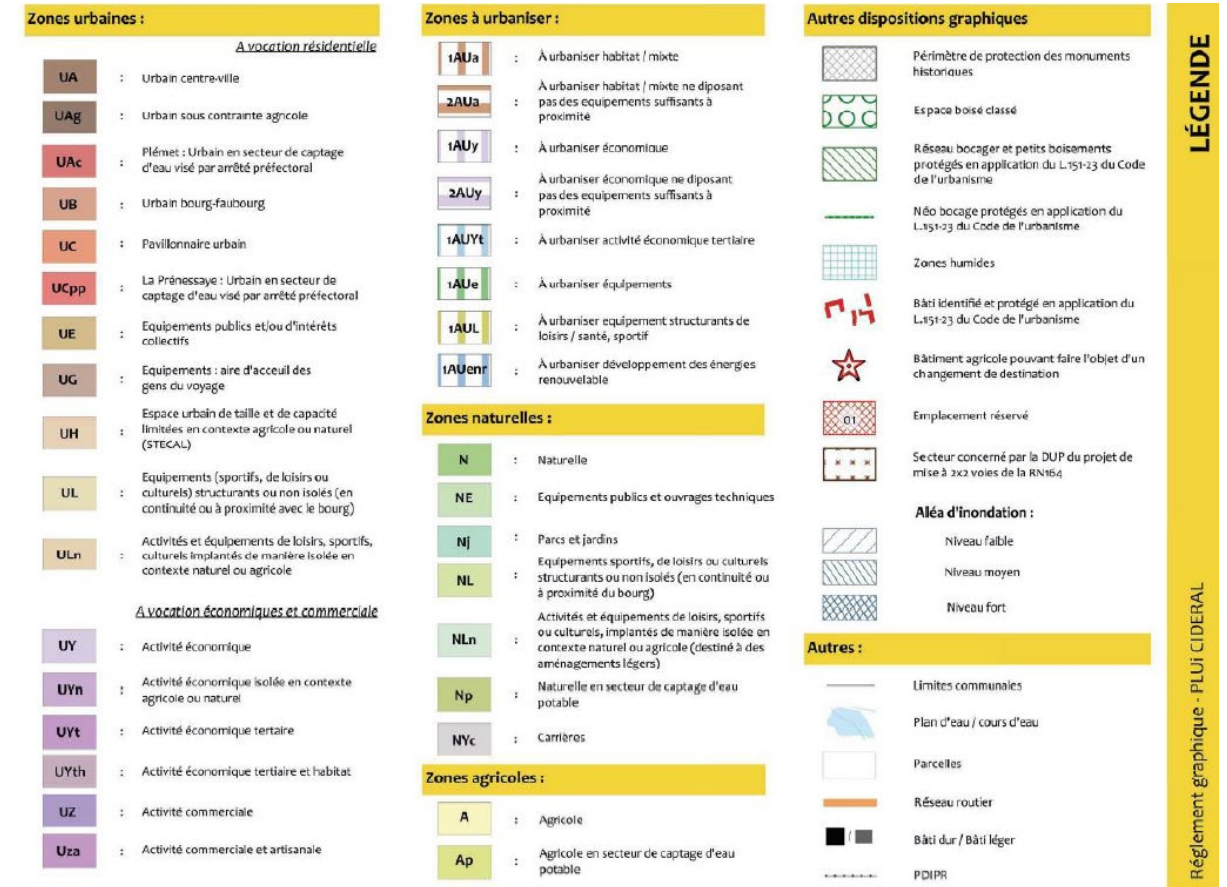 Zones urbaines :
A vocation résidentielle
UA : Urbain centre-ville
UAg : Urbain sous contrainte agricole
UAc : Plémet : Urbain en secteur de captage
d'eau visé par arrêté préfectoral
UB : Urbain bourg-faubourg
UC : Pavillonnaire urbain
UCpp : La Prénessaye : Urbain en secteur de
captage d'eau visé par arrêté préfectoral
UE : Equipements publics et/ou d'intérêts
collectifs
UG : Equipements : aire d'acceuil des
gens du voyage
UH : Espace urbain de taille et de capacité
limitées en contexte agricole ou naturel
(STECAL)
UL : Equipements (sportifs, de loisirs ou
culturels) structurants ou non isolés (en
continuité ou à proximité avec le bourg)
ULn : Activités et équipements de loisirs, sportifs,
culturels implantés de manière isolée en
contexte naturel ou agricole
A vocation économiques et commerciale
UY : Activité économique
UYn : Activité économique isolée en contexte
agricole ou naturel
UYt : Activité économique tertaire
UYth : Activité économique tertiaire et habitat
UZ : Activité commerciale
Uza : Activité commerciale et artisanale
Zones à urbaniser :
1AUa : À urbaniser habitat / mixte
2AUa : À urbaniser habitat / mixte ne diposant
pas des equipements suffisants à
proximité
1AUy : À urbaniser économique
2AUy : À urbaniser économique ne diposant
pas des equipements suffisants à
proximité
1AUYt : À urbaniser activité économique tertiaire
1AUe : À urbaniser équipements
1AUL : À urbaniser equipement structurants de
loisirs / santé, sportif
1AUenr : À urbaniser développement des énergies
renouvelable
Zones naturelles :
N : Naturelle
NE : Equipements publics et ouvrages techniques
Nj : Parcs et jardins
NL : Equipements sportifs, de loisirs ou culturels
structurants ou non isolés (en continuité ou
à proximité du bourg)
NLn : Activités et équipements de loisirs, sportifs
ou culturels, implantés de manière isolée en
contexte naturel ou agricole (destiné à des
aménagements légers)
Np : Naturelle en secteur de captage d'eau
potable
NYc : Carrières
Zones agricoles :
A : Agricole
Ap : Agricole en secteur de captage d'eau
potable
Autres dispositions graphiques
Périmètre de protection des monuments
historiques
Espace boisé classé
Réseau bocager et petits boisements
protégés en application du L.151-23 du Code
de l'urbanisme
Néo bocage protégés en application du
L.151-23 du Code de l'urbanisme
Zones humides
Bâti identifié et protégé en application du
L.151-23 du Code de l'urbanisme
Bâtiment agricole pouvant faire l'objet d'un
changement de destination
01 Emplacement réservé
Secteur concerné par la DUP du projet de
mise à 2x2 voies de la RN164
Aléa d'inondation :
Niveau faible
Niveau moyen
Niveau fort
Autres :
Limites communales
Plan d'eau / cours d'eau
Parcelles
Réseau routier
/ Bâti dur / Bâti léger
PDIPR
LÉGENDE
Réglement graphique - PLUi CIDERAL